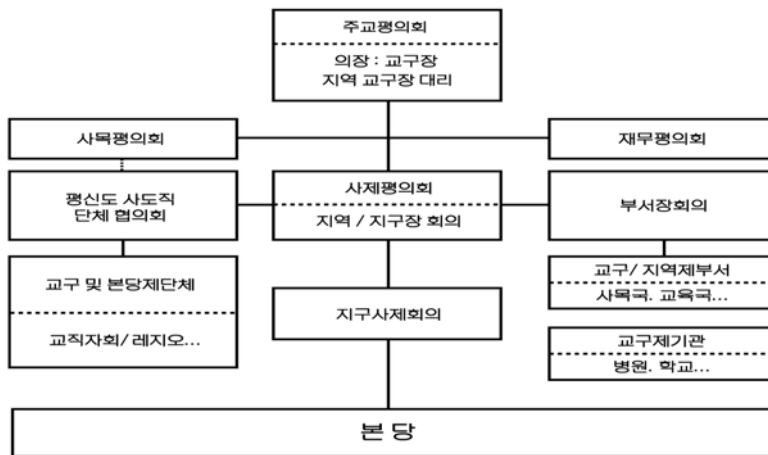 주교평의회
의장 : 교구장
지역 교구장 대리
사목평의회
재무평의회
평신도 사도직
단체 협의회
사제평의회
지역 / 지구장 회의
부서장회의
교구 및 본당제단체
교직자회/ 레지오...
지구사제회의
교구/ 지역제부서
사목국. 교육국...
교구제기관
병원. 학교...
본 당